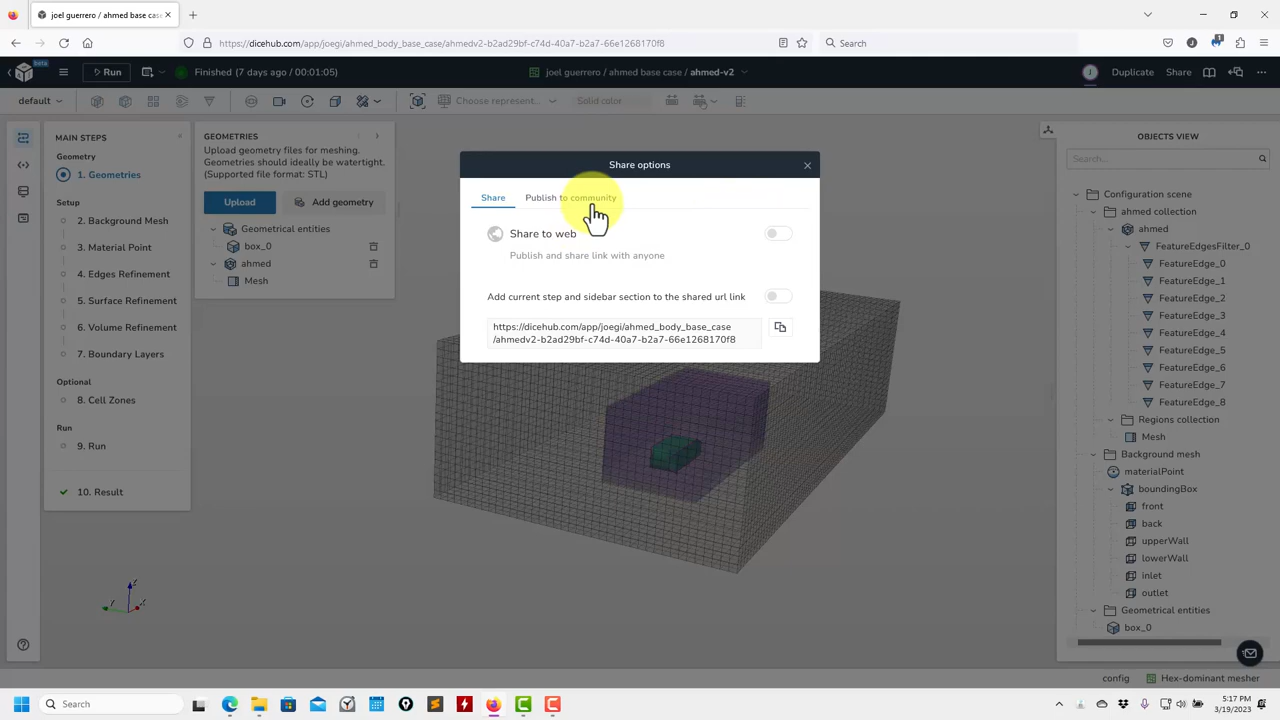 joel guerrero / ahmed base case
https://dicehub.com/app/joegi/ahmed_body_base_case/ahmedv2-b2ad29bf-c74d-40a7-b2a7-66e1268170f8
Search
beta
Run
Finished (7 days ago / 00:01:05)
joel guerrero / ahmed base case / ahmed-v2
J
Duplicate
Share
default
Choose represent...
Solid color
MAIN STEPS
Geometry
1. Geometries
Setup
2. Background Mesh
3. Material Point
4. Edges Refinement
5. Surface Refinement
6. Volume Refinement
7. Boundary Layers
Optional
8. Cell Zones
Run
9. Run
10. Result
GEOMETRIES
Upload geometry files for meshing.
Geometries should ideally be watertight.
(Supported file format: STL)
Upload
Add geometry
Geometrical entities
box_0
ahmed
Mesh
Share options
Share
Publish to community
Share to web
Publish and share link with anyone
Add current step and sidebar section to the shared url link
https://dicehub.com/app/joegi/ahmed_body_base_case
/ahmedv2-b2ad29bf-c74d-40a7-b2a7-66e1268170f8
OBJECTS VIEW
Search...
Configuration scene
ahmed collection
ahmed
FeatureEdgesFilter_0
FeatureEdge_0
FeatureEdge_1
FeatureEdge_2
FeatureEdge_3
FeatureEdge_4
FeatureEdge_5
FeatureEdge_6
FeatureEdge_7
FeatureEdge_8
Regions collection
Mesh
Background mesh
materialPoint
boundingBox
front
back
upperWall
lowerWall
inlet
outlet
Geometrical entities
box_0
config
Hex-dominant mesher
Search
5:17 PM
3/19/2023